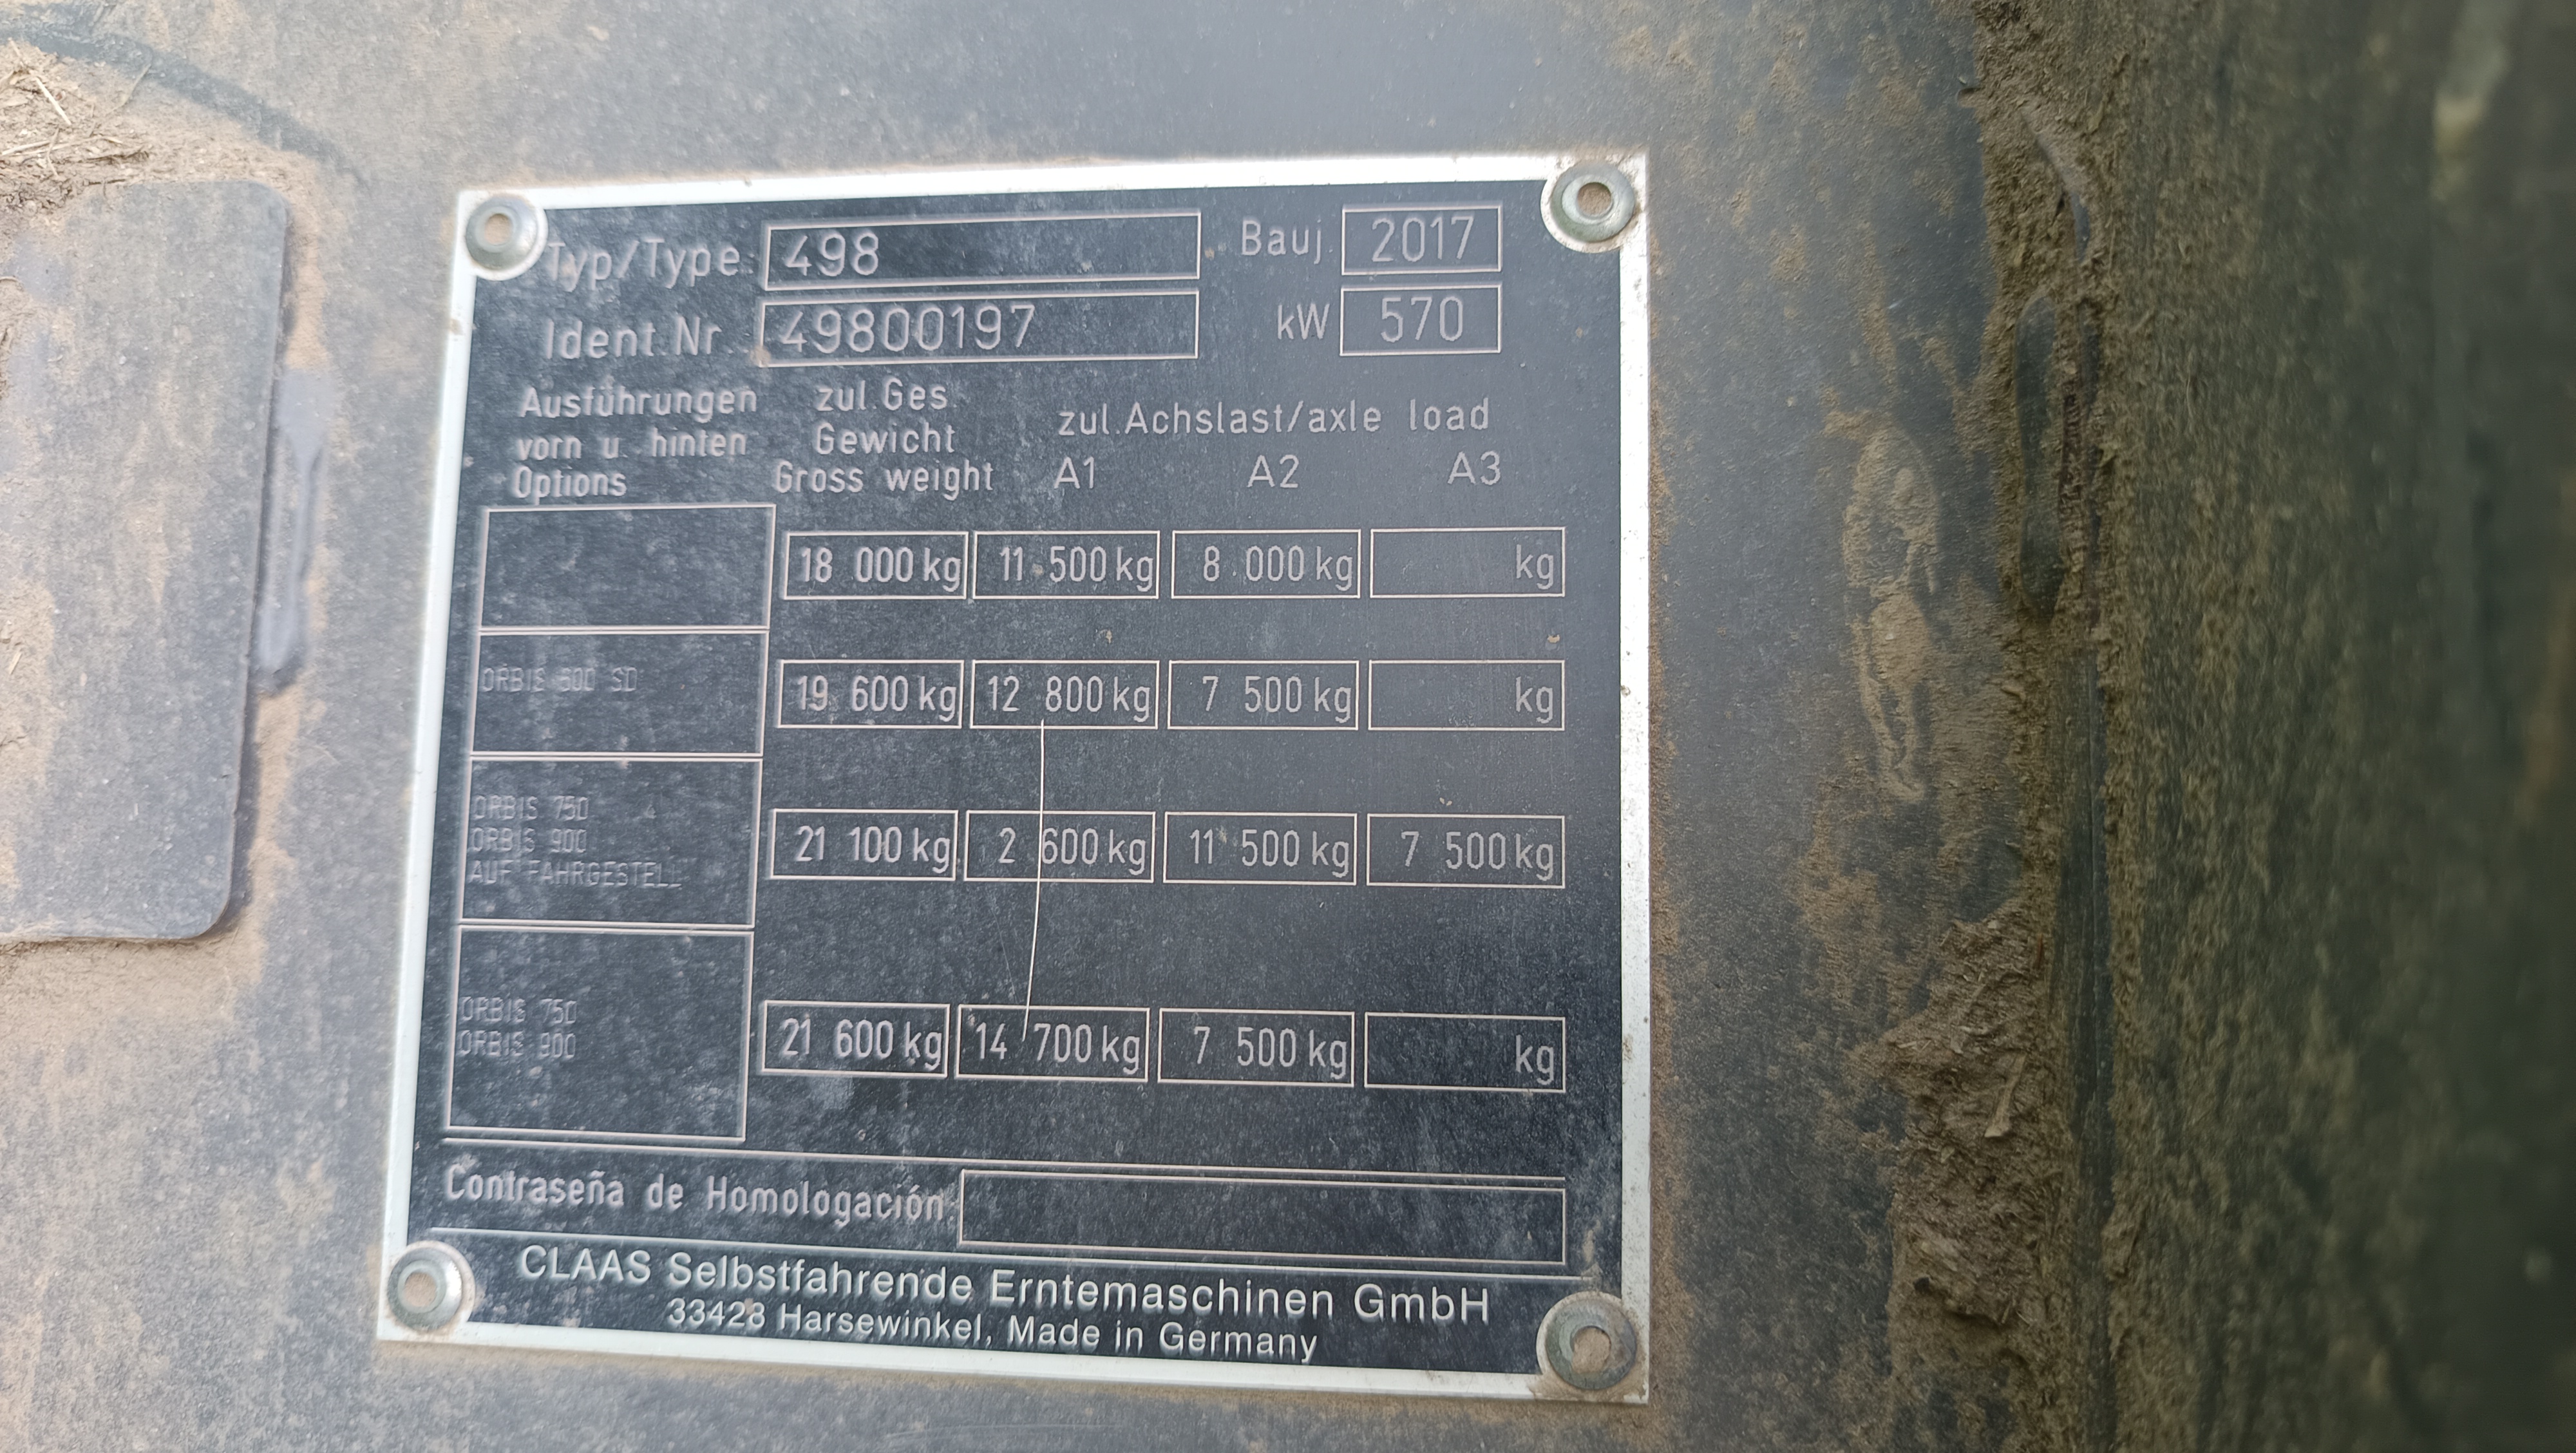 Typ/Type 498 Bauj. 2017
Ident.Nr 49800197 kW 570
Ausführungen vorn u. hinten Options
zul.Ges. Gewicht Gross weight
zul.Achslast/axle load
A1 A2 A3
18 000 kg 11 500 kg 8 000 kg kg
ORBIS 600 SD 19 600 kg 12 800 kg 7 500 kg kg
ORBIS 750
ORBIS 900
AUF FAHRGESTELL
21 100 kg 2 600 kg 11 500 kg 7 500 kg
ORBIS 750
ORBIS 900
21 600 kg 14 700 kg 7 500 kg kg
Contraseña de Homologación
CLAAS Selbstfahrende Erntemaschinen GmbH
33428 Harsewinkel, Made in Germany